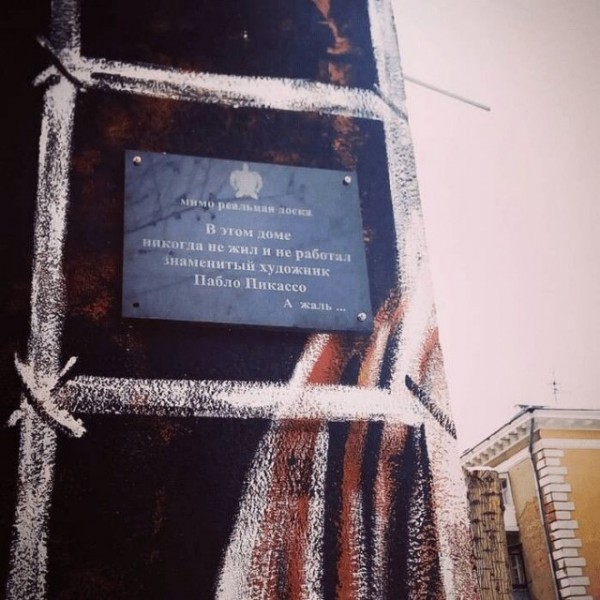 мимо реальная доска
В этом доме
никогда не жил и не работал
знаменитый художник
Пабло Пикассо
А жаль ...